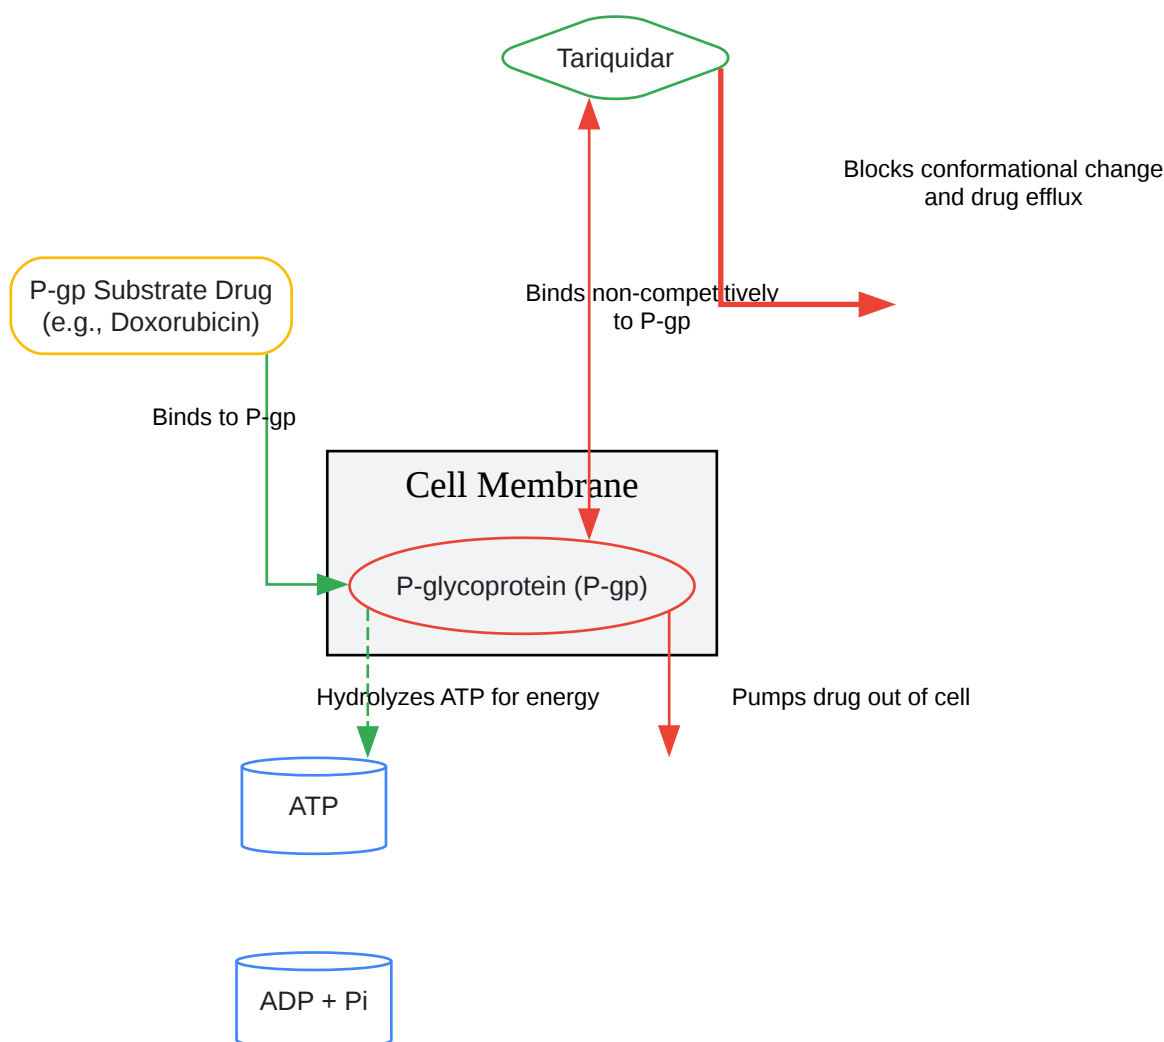 Tariquidar
Blocks conformational change
and drug efflux
P-gp Substrate Drug
(e.g., Doxorubicin)
Binds non-competitively
to P-gp
Binds to P-gp
Cell Membrane
P-glycoprotein (P-gp)
Hydrolyzes ATP for energy
Pumps drug out of cell
ATP
ADP + Pi